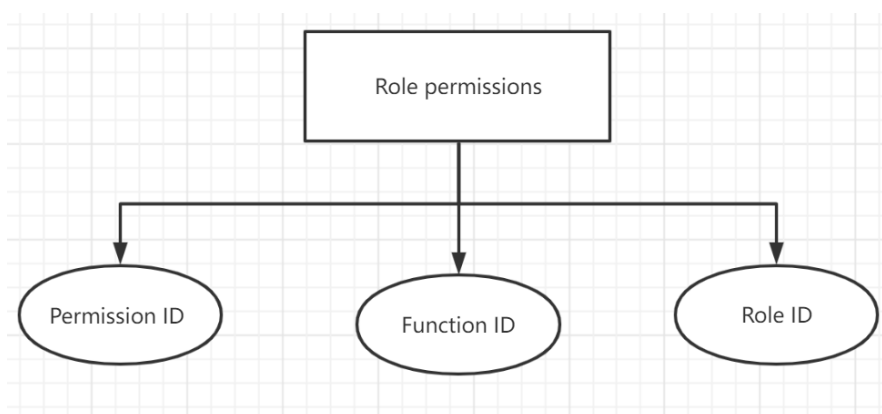 Role permissions
Permission ID
Function ID
Role ID